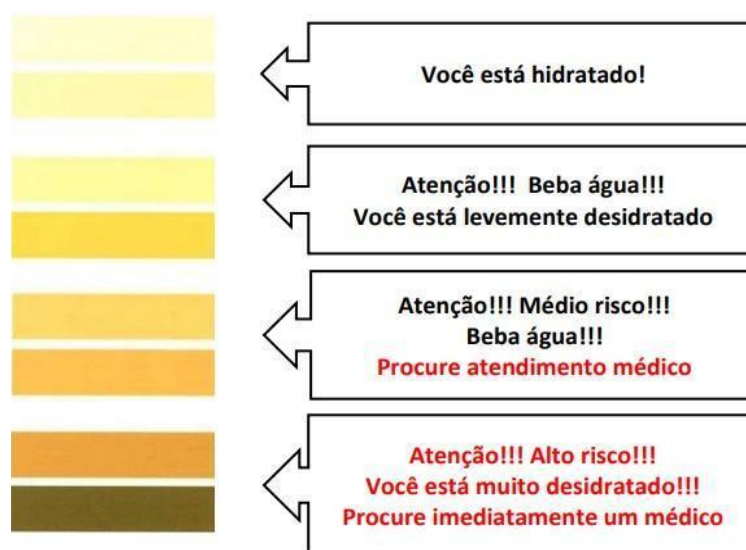 Você está hidratado!
Atenção!!! Beba água!!!
Você está levemente desidratado
Atenção!!! Médio risco!!!
Beba água!!!
Procure atendimento médico
Atenção!!! Alto risco!!!
Você está muito desidratado!!!
Procure imediatamente um médico